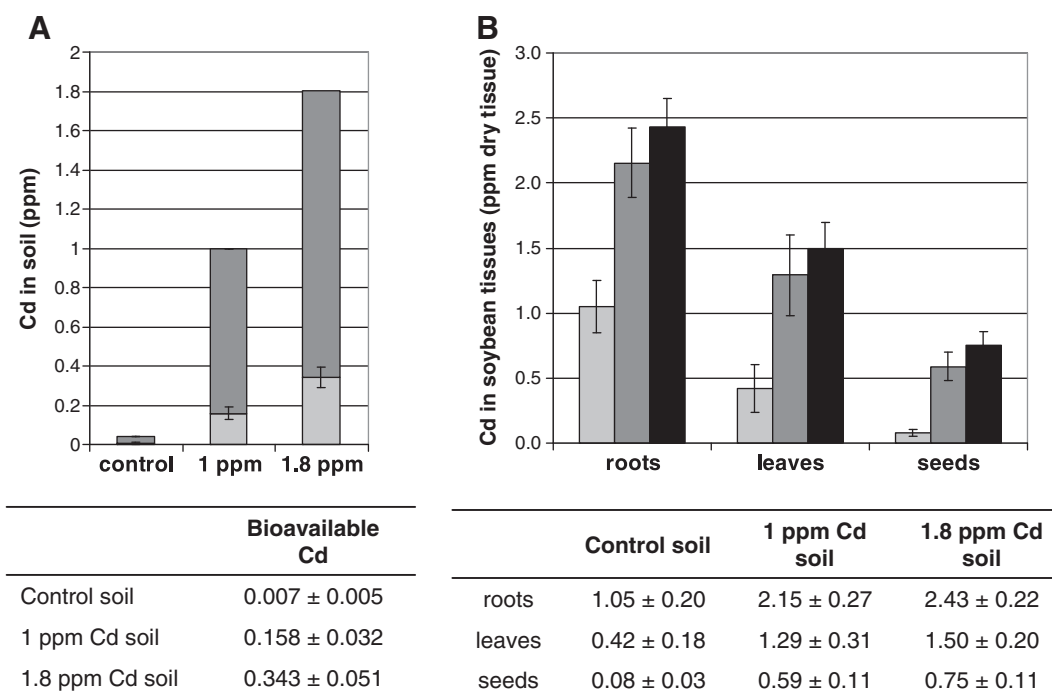 A
Cd in soil (ppm)
2
1.8
1.6
1.4
1.2
1
0.8
0.6
0.4
0.2
0
control 1 ppm 1.8 ppm
B
Cd in soybean tissues (ppm dry tissue)
3.0
2.5
2.0
1.5
1.0
0.5
0.0
roots leaves seeds
Bioavailable
Cd
Control soil 0.007 ± 0.005
1 ppm Cd soil 0.158 ± 0.032
1.8 ppm Cd soil 0.343 ± 0.051
Control soil 1 ppm Cd soil 1.8 ppm Cd soil
roots 1.05 ± 0.20 2.15 ± 0.27 2.43 ± 0.22
leaves 0.42 ± 0.18 1.29 ± 0.31 1.50 ± 0.20
seeds 0.08 ± 0.03 0.59 ± 0.11 0.75 ± 0.11